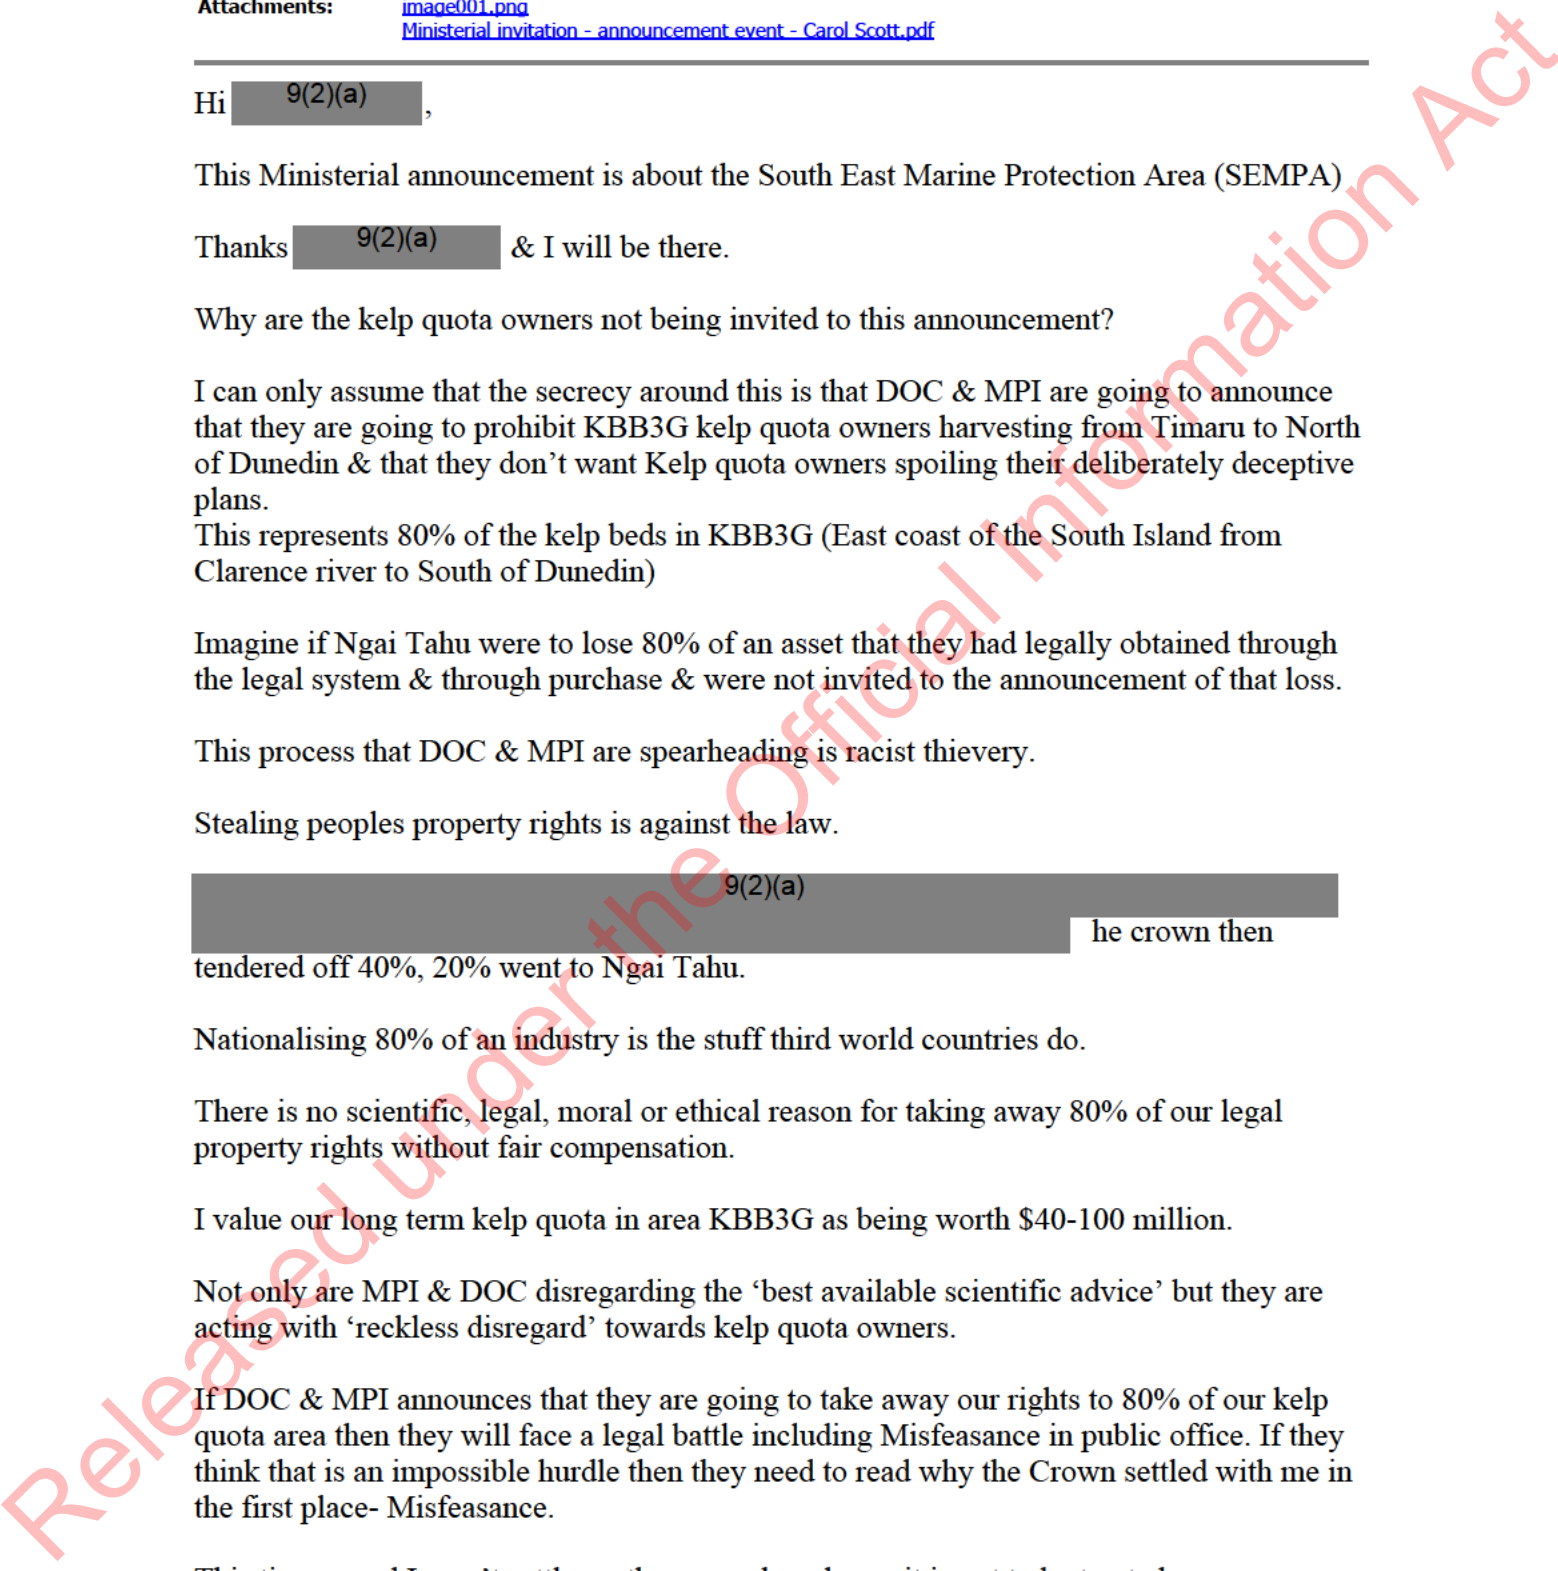 Attachments: image001.png
Ministerial invitation - announcement event - Carol Scott.pdf
Hi 9(2)(a) ,
This Ministerial announcement is about the South East Marine Protection Area (SEMPA)
Thanks 9(2)(a) & I will be there.
Why are the kelp quota owners not being invited to this announcement?
I can only assume that the secrecy around this is that DOC & MPI are going to announce
that they are going to prohibit KBB3G kelp quota owners harvesting from Timaru to North
of Dunedin & that they don’t want Kelp quota owners spoiling their deliberately deceptive
plans.
This represents 80% of the kelp beds in KBB3G (East coast of the South Island from
Clarence river to South of Dunedin)
Imagine if Ngai Tahu were to lose 80% of an asset that they had legally obtained through
the legal system & through purchase & were not invited to the announcement of that loss.
This process that DOC & MPI are spearheading is racist thievery.
Stealing peoples property rights is against the law.
9(2)(a)
he crown then
tendered off 40%, 20% went to Ngai Tahu.
Nationalising 80% of an industry is the stuff third world countries do.
There is no scientific, legal, moral or ethical reason for taking away 80% of our legal
property rights without fair compensation.
I value our long term kelp quota in area KBB3G as being worth $40-100 million.
Not only are MPI & DOC disregarding the ‘best available scientific advice’ but they are
acting with ‘reckless disregard’ towards kelp quota owners.
If DOC & MPI announces that they are going to take away our rights to 80% of our kelp
quota area then they will face a legal battle including Misfeasance in public office. If they
think that is an impossible hurdle then they need to read why the Crown settled with me in
the first place- Misfeasance.
Released under the Official Information Act